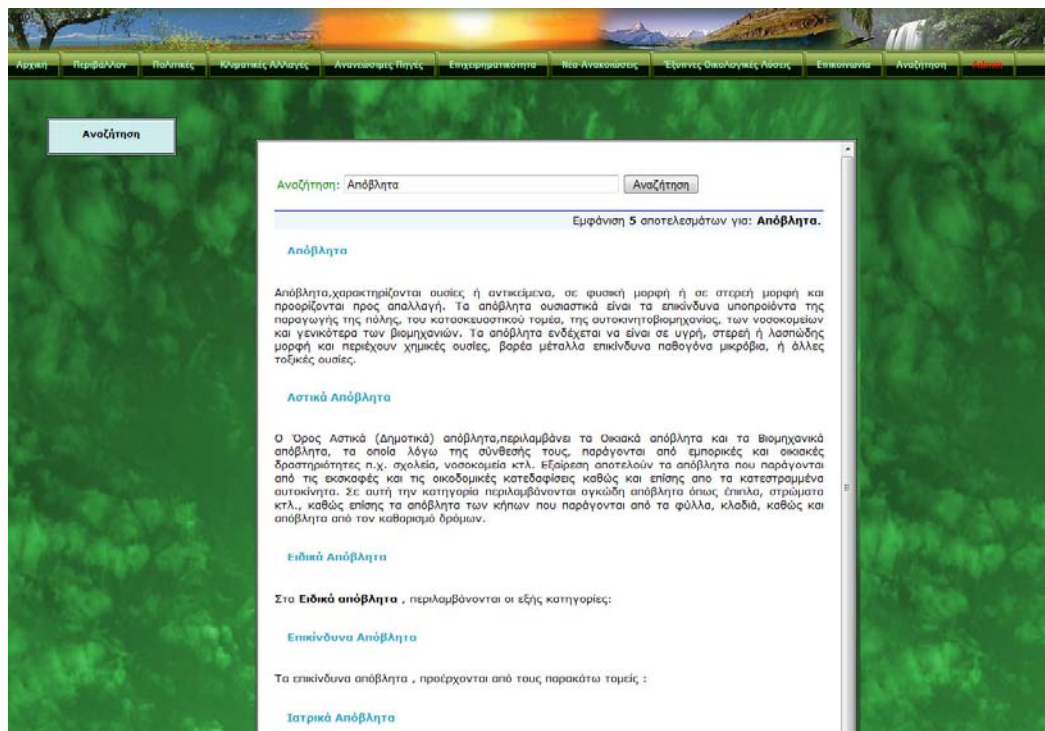 Αρχική Περιβάλλον Πολιτικές Κλιματικές Αλλαγές Ανανεώσιμες Πηγές Επιχειρηματικότητα Νέα-Ανακοινώσεις Έξυπνες Οικολογικές Λύσεις Επικοινωνία Αναζήτηση
Αναζήτηση
Αναζήτηση: Απόβλητα Αναζήτηση
Εμφάνιση 5 αποτελεσμάτων για: Απόβλητα.
Απόβλητα
Απόβλητα,χαρακτηρίζονται ουσίες ή αντικείμενα, σε φυσική μορφή ή σε στερεή μορφή και
προορίζονται προς απαλλαγή. Τα απόβλητα ουσιαστικά είναι τα επικίνδυνα υποπροϊόντα της
παραγωγής της πόλης, του κατασκευαστικού τομέα, της αυτοκινητοβιομηχανίας, των νοσοκομείων
και γενικότερα των βιομηχανιών. Τα απόβλητα ενδέχεται να είναι σε υγρή, στερεή ή λασπώδης
μορφή και περιέχουν χημικές ουσίες, βαρέα μέταλλα επικίνδυνα παθογόνα μικρόβια, ή άλλες
τοξικές ουσίες.
Αστικά Απόβλητα
Ο Όρος Αστικά (Δημοτικά) απόβλητα,περιλαμβάνει τα Οικιακά απόβλητα και τα Βιομηχανικά
απόβλητα, τα οποία λόγω της σύνθεσής τους, παράγονται από εμπορικές και οικιακές
δραστηριότητες π.χ. σχολεία, νοσοκομεία κτλ. Εξαίρεση αποτελούν τα απόβλητα που παράγονται
από τις εκσκαφές και τις οικοδομικές κατεδαφίσεις καθώς και επίσης απο τα κατεστραμμένα
αυτοκίνητα. Σε αυτή την κατηγορία περιλαμβάνονται ογκώδη απόβλητα όπως έπιπλα, στρώματα
κτλ., καθώς επίσης τα απόβλητα των κήπων που παράγονται από τα φύλλα, κλαδιά, καθώς και
απόβλητα από τον καθαρισμό δρόμων.
Ειδικά Απόβλητα
Στα Ειδικά απόβλητα , περιλαμβάνονται οι εξής κατηγορίες:
Επικίνδυνα Απόβλητα
Τα επικίνδυνα απόβλητα , προέρχονται από τους παρακάτω τομείς :
Ιατρικά Απόβλητα